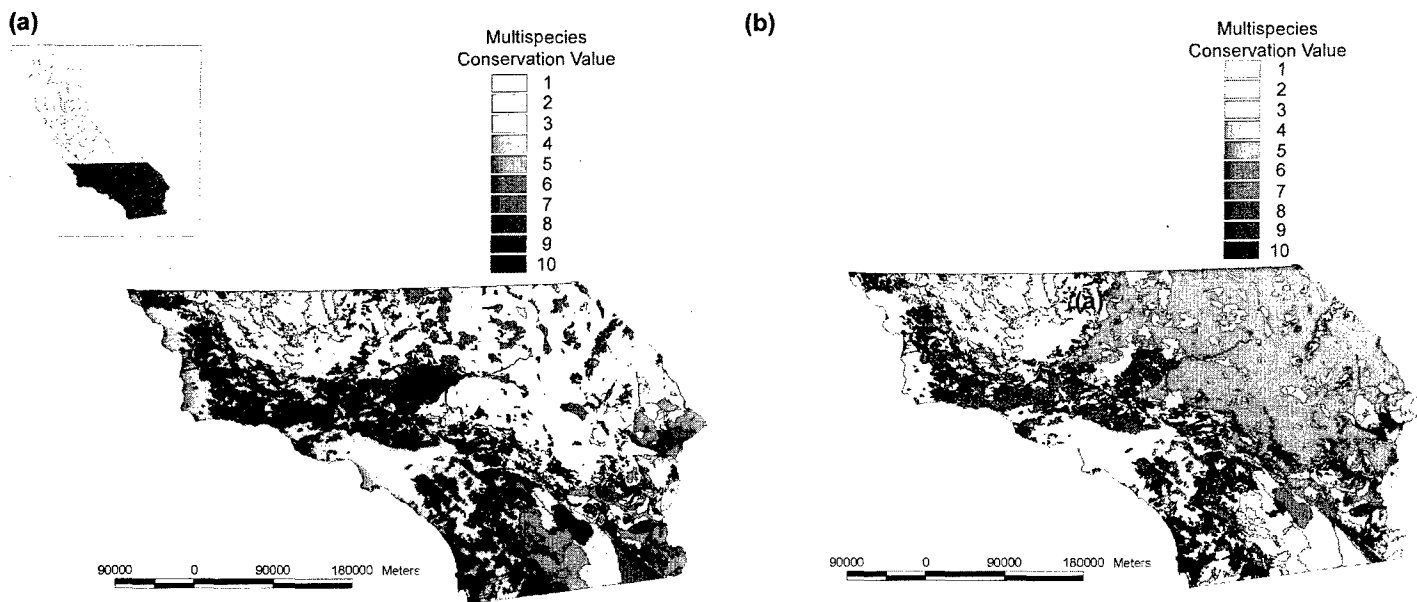 (a)
Multispecies
Conservation Value
1
2
3
4
5
6
7
8
9
10
90000 0 90000 180000 Meters
(b)
Multispecies
Conservation Value
1
2
3
4
5
6
7
8
9
10
(a)
90000 0 90000 180000 Meters